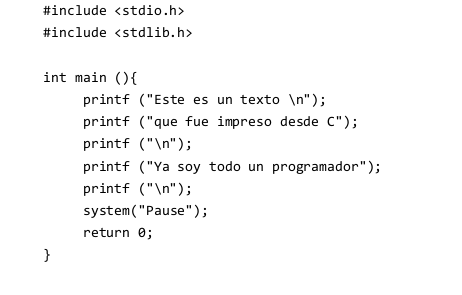 #include <stdio.h>
#include <stdlib.h>
int main (){
printf ("Este es un texto \n");
printf ("que fue impreso desde C");
printf ("\n");
printf ("Ya soy todo un programador");
printf ("\n");
system("Pause");
return 0;
}